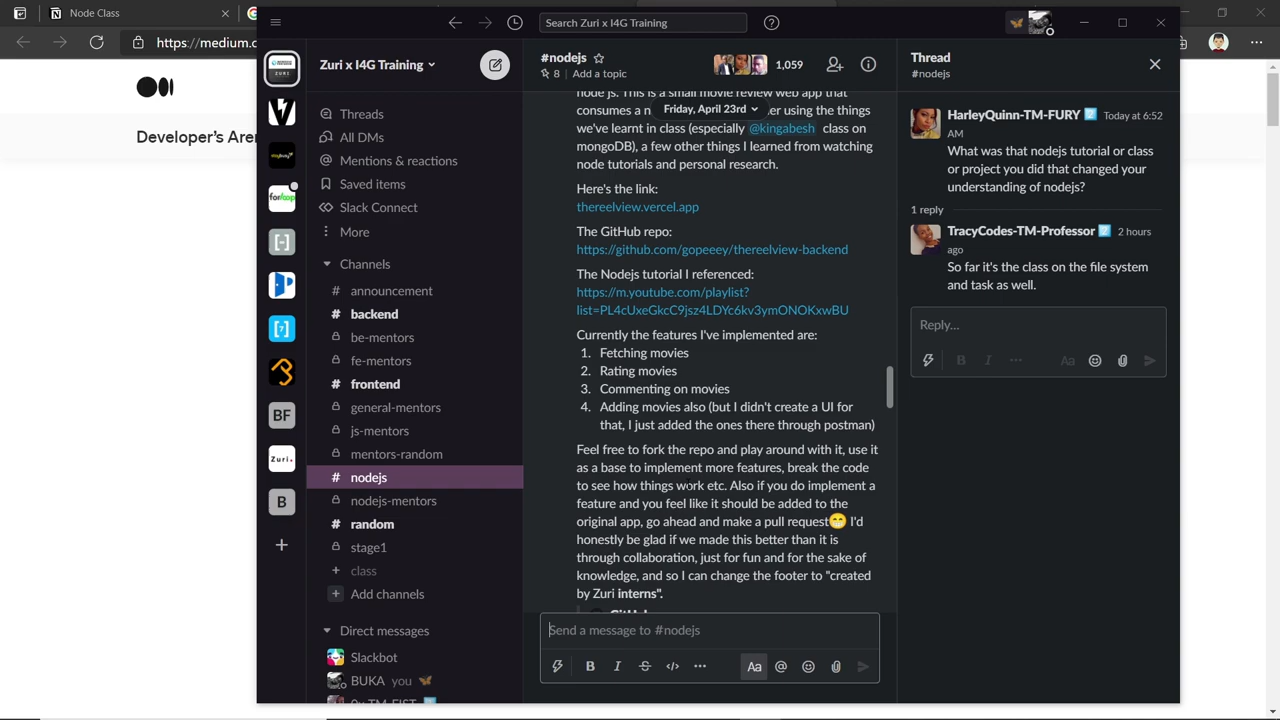 Node Class
https://medium.c
Developer's Aren
Search Zuri x I4G Training
Zuri x I4G Training
Threads
All DMs
Mentions & reactions
Saved items
Slack Connect
More
Channels
# announcement
# backend
be-mentors
fe-mentors
# frontend
general-mentors
js-mentors
mentors-random
# nodejs
nodejs-mentors
# random
stage1
+ class
+ Add channels
Direct messages
Slackbot
BUKA you
forloop
BF
Zuri.
B
#nodejs
8 Add a topic
1,059
node js. This is a small movie review web app that
Friday, April 23rd
consumes a n er using the things
we've learnt in class (especially @kingabesh class on
mongoDB), a few other things I learned from watching
node tutorials and personal research.
Here's the link:
thereelview.vercel.app
The GitHub repo:
https://github.com/gopeeey/thereelview-backend
The Nodejs tutorial I referenced:
https://m.youtube.com/playlist?
list=PL4cUxeGkcC9jsz4LDYc6kv3ymONOKxwBU
Currently the features I've implemented are:
1. Fetching movies
2. Rating movies
3. Commenting on movies
4. Adding movies also (but I didn't create a UI for
that, I just added the ones there through postman)
Feel free to fork the repo and play around with it, use it
as a base to implement more features, break the code
to see how things work etc. Also if you do implement a
feature and you feel like it should be added to the
original app, go ahead and make a pull request😁 I'd
honestly be glad if we made this better than it is
through collaboration, just for fun and for the sake of
knowledge, and so I can change the footer to "created
by Zuri interns".
Send a message to #nodejs
B I S </> ... Aa @
Thread
#nodejs
HarleyQuinn-TM-FURY Today at 6:52
AM
What was that nodejs tutorial or class
or project you did that changed your
understanding of nodejs?
1 reply
TracyCodes-TM-Professor 2 hours
ago
So far it's the class on the file system
and task as well.
Reply...
B I ... Aa